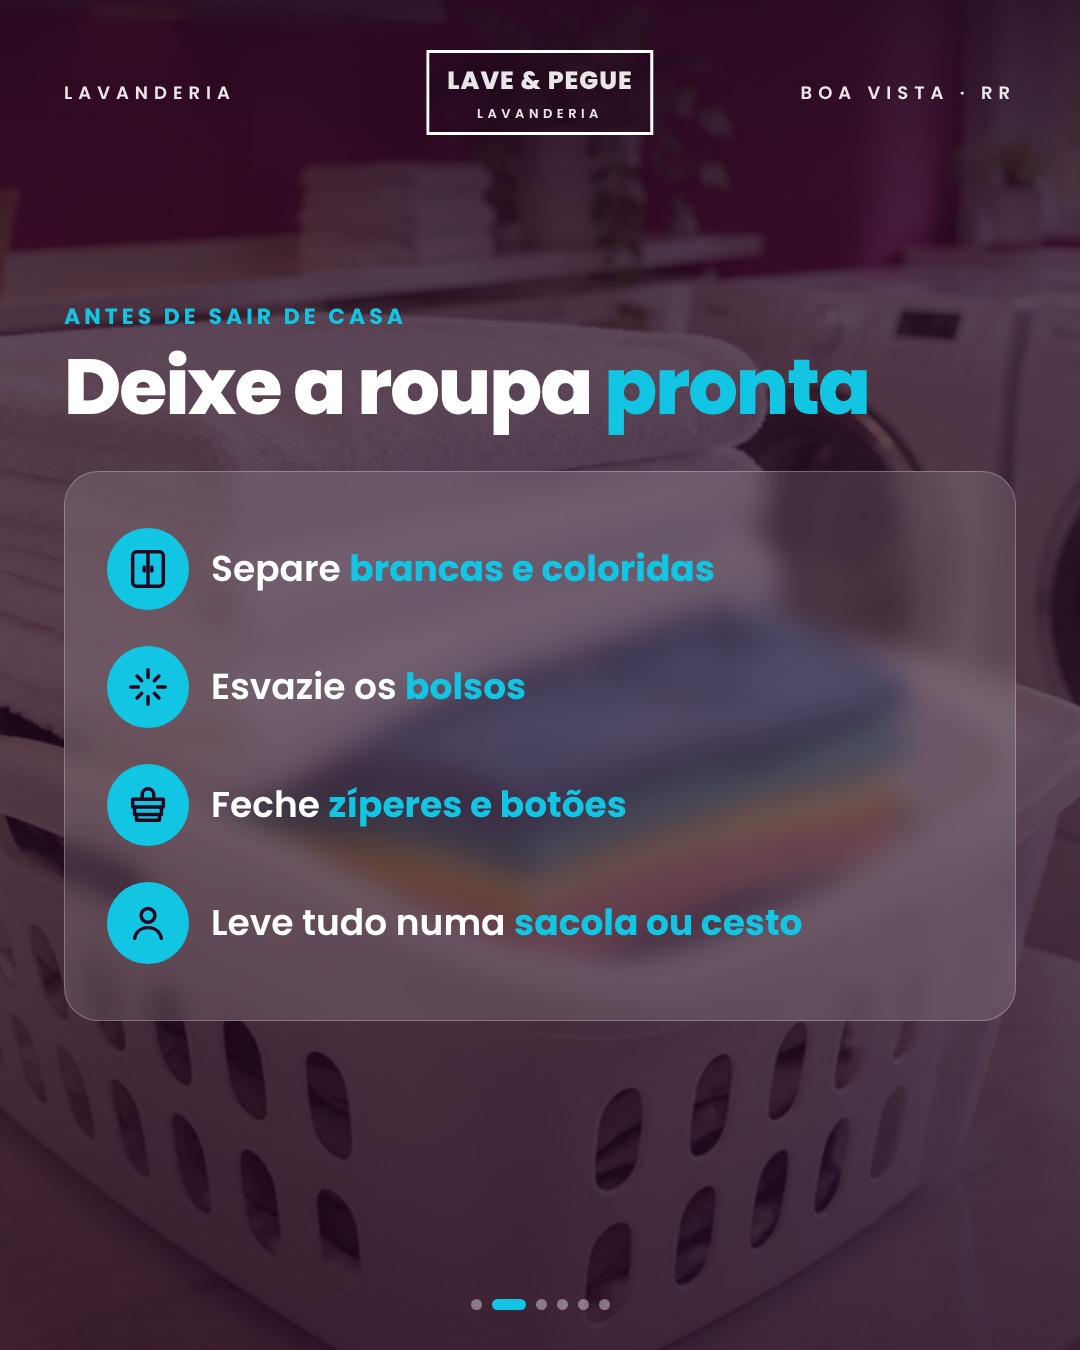 LAVANDERIA
LAVE & PEGUE
LAVANDERIA
BOA VISTA · RR
ANTES DE SAIR DE CASA
Deixe a roupa pronta
Separe brancas e coloridas
Esvazie os bolsos
Feche zíperes e botões
Leve tudo numa sacola ou cesto